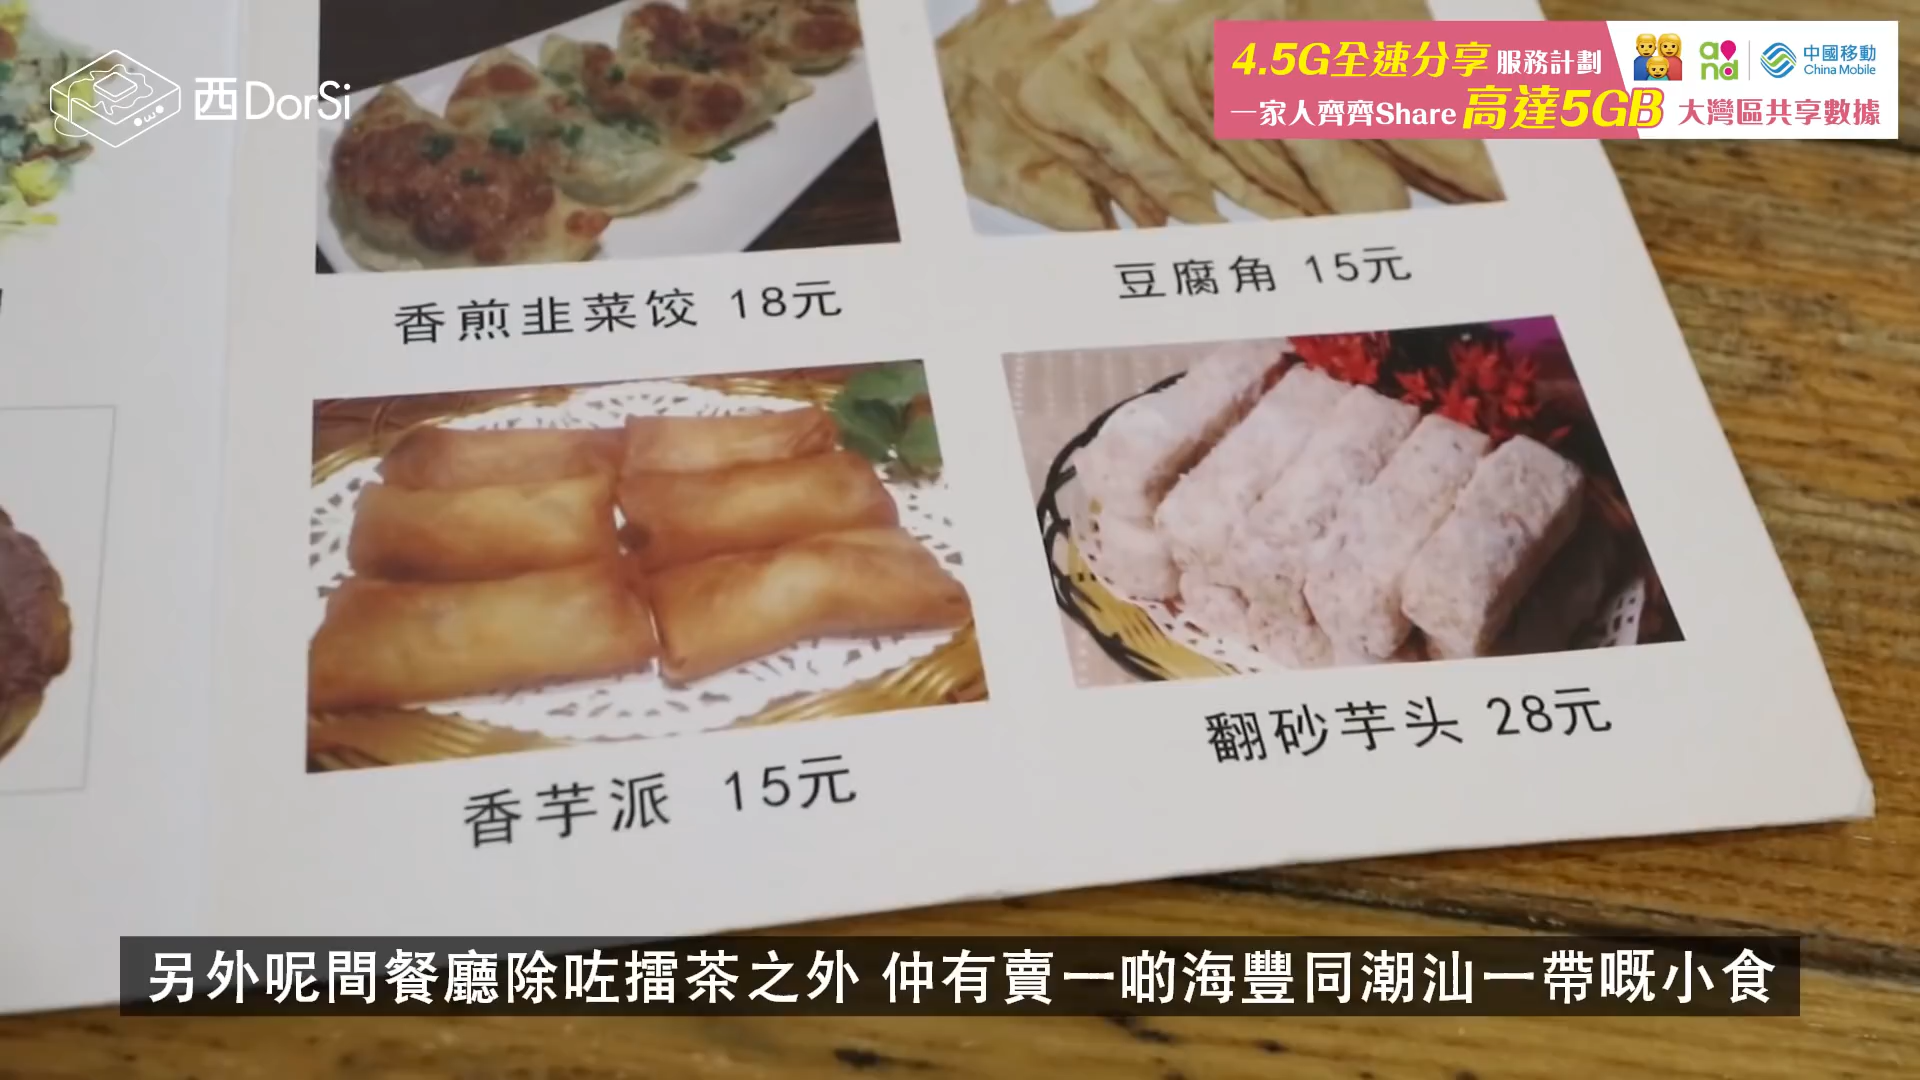 西DorSi
4.5G全速分享 服務計劃
一家人齊齊Share 高達5GB 大灣區共享數據
and
中國移動
China Mobile
香煎韭菜饺 18元
豆腐角 15元
香芋派 15元
翻砂芋头 28元
另外呢間餐廳除咗擂茶之外 仲有賣一啲海豐同潮汕一帶嘅小食